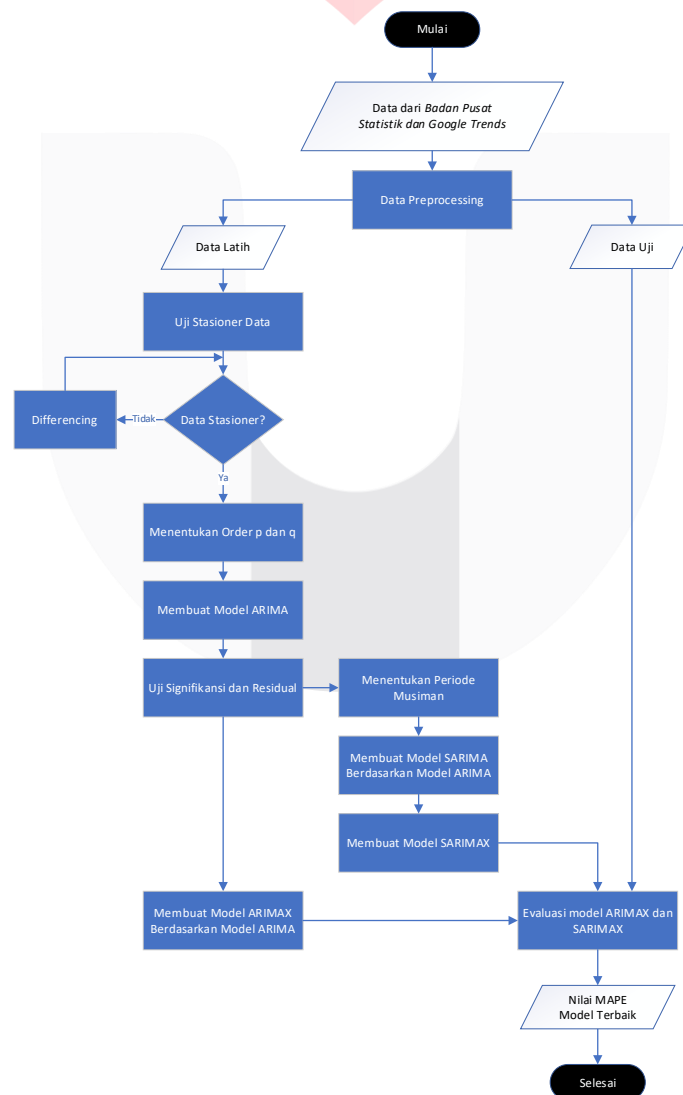 Mulai
Data dari Badan Pusat
Statistik dan Google Trends
Data Preprocessing
Data Latih
Data Uji
Uji Stasioner Data
Differencing
Tidak
Data Stasioner?
Ya
Menentukan Order p dan q
Membuat Model ARIMA
Uji Signifikansi dan Residual
Menentukan Periode
Musiman
Membuat Model SARIMA
Berdasarkan Model ARIMA
Membuat Model SARIMAX
Membuat Model ARIMAX
Berdasarkan Model ARIMA
Evaluasi model ARIMAX dan
SARIMAX
Nilai MAPE
Model Terbaik
Selesai